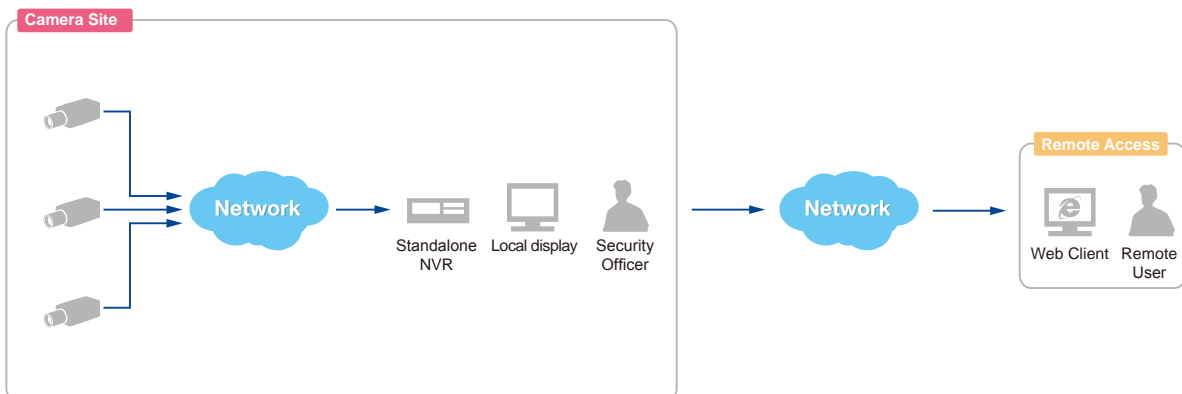 Camera Site
Remote Access
Network
Network
Standalone
NVR
Local display
Security
Officer
Web Client
Remote
User